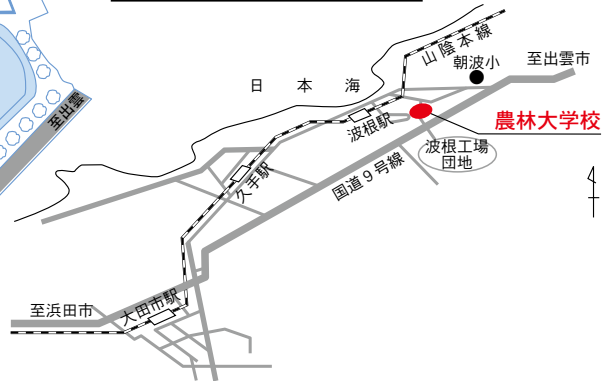 至出雲
山陰本線
朝波小
至出雲市
日本海
農林大学校
波根駅
波根工場
団地
久手駅
国道9号線
大田市駅
至浜田市